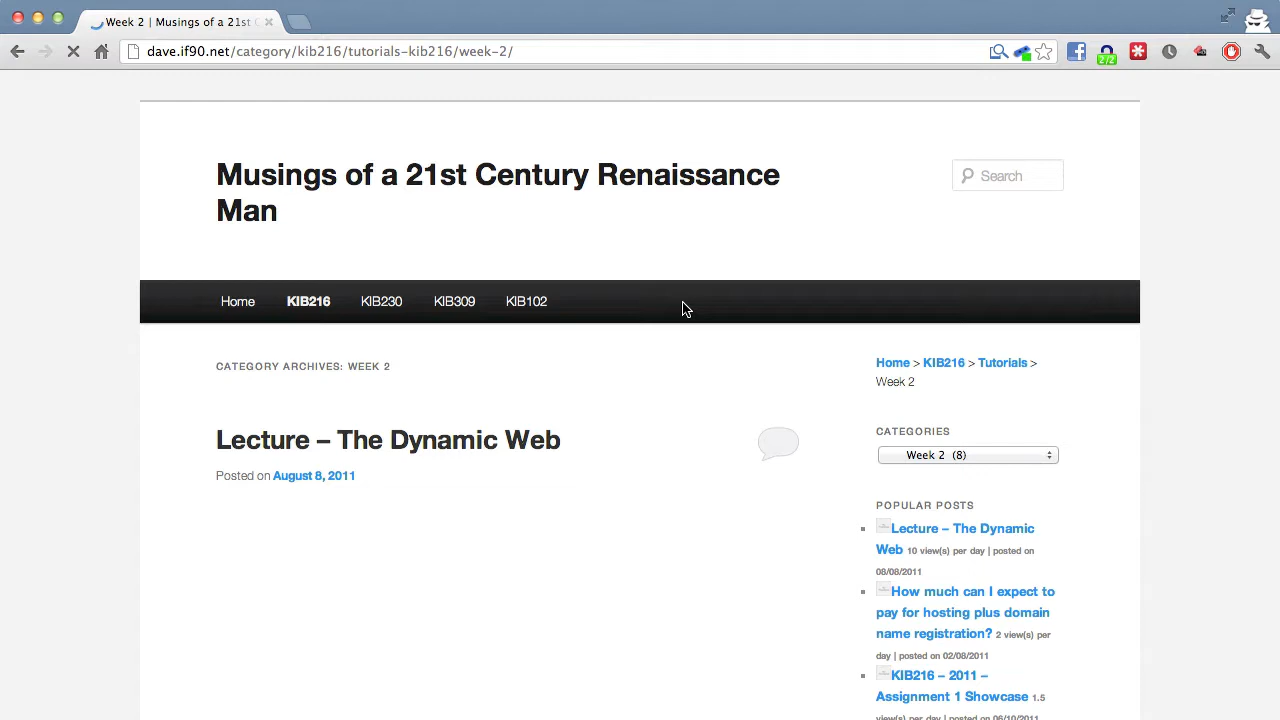 Week 2 | Musings of a 21st C
dave.if90.net/category/kib216/tutorials-kib216/week-2/
2/2
Musings of a 21st Century Renaissance
Man
Search
Home KIB216 KIB230 KIB309 KIB102
CATEGORY ARCHIVES: WEEK 2
Lecture – The Dynamic Web
Posted on August 8, 2011
Home > KIB216 > Tutorials >
Week 2
CATEGORIES
Week 2 (8)
POPULAR POSTS
Lecture – The Dynamic
Web 10 view(s) per day | posted on
08/08/2011
How much can I expect to
pay for hosting plus domain
name registration? 2 view(s) per
day | posted on 02/08/2011
KIB216 – 2011 –
Assignment 1 Showcase 1.5
view(s) per day | posted on 06/10/2011